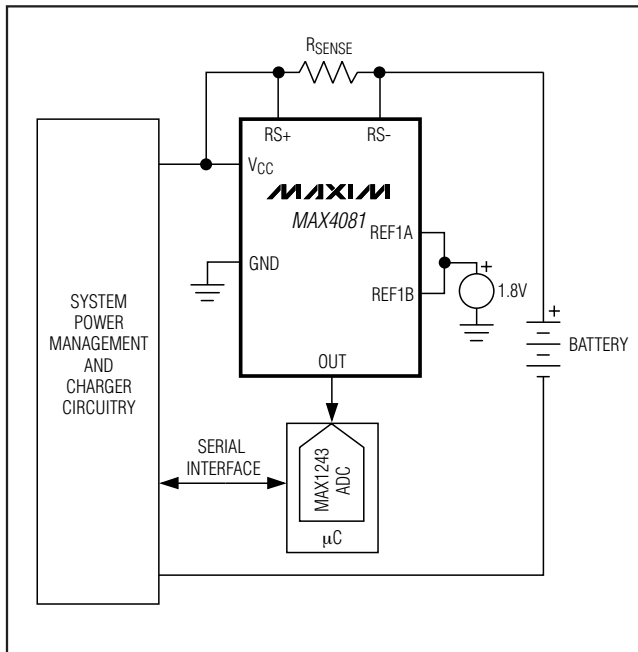 RSENSE
RS+
RS-
VCC
MAXIM
MAX4081
REF1A
GND
+
1.8V
REF1B
SYSTEM
POWER
MANAGEMENT
AND
CHARGER
CIRCUITRY
+
BATTERY
OUT
SERIAL
INTERFACE
MAX1243
ADC
µC